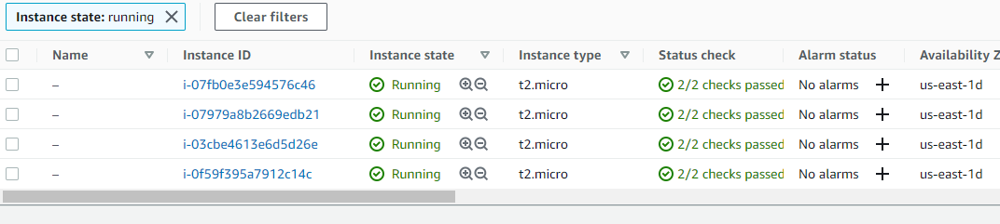 Instance state: running
Clear filters
Name Instance ID Instance state Instance type Status check Alarm status Availability Z
– i-07fb0e3e594576c46 Running t2.micro 2/2 checks passed No alarms + us-east-1d
– i-07979a8b2669edb21 Running t2.micro 2/2 checks passed No alarms + us-east-1d
– i-03cbe4613e6d5d26e Running t2.micro 2/2 checks passed No alarms + us-east-1d
– i-0f59f395a7912c14c Running t2.micro 2/2 checks passed No alarms + us-east-1d